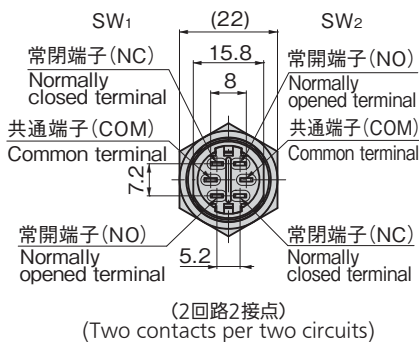 SW1
(22)
SW2
常閉端子(NC)
Normally
closed terminal
15.8
8
常開端子(NO)
Normally
opened terminal
共通端子(COM)
Common terminal
共通端子(COM)
Common terminal
7.2
常開端子(NO)
Normally
opened terminal
5.2
常閉端子(NC)
Normally
closed terminal
(2回路2接点)
(Two contacts per two circuits)